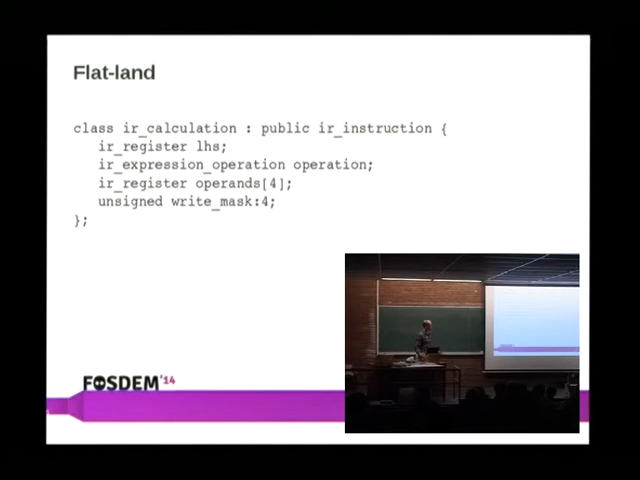 Flat-land
class ir_calculation : public ir_instruction {
ir_register lhs;
ir_expression_operation operation;
ir_register operands[4];
unsigned write_mask:4;
};
FOSDEM'14